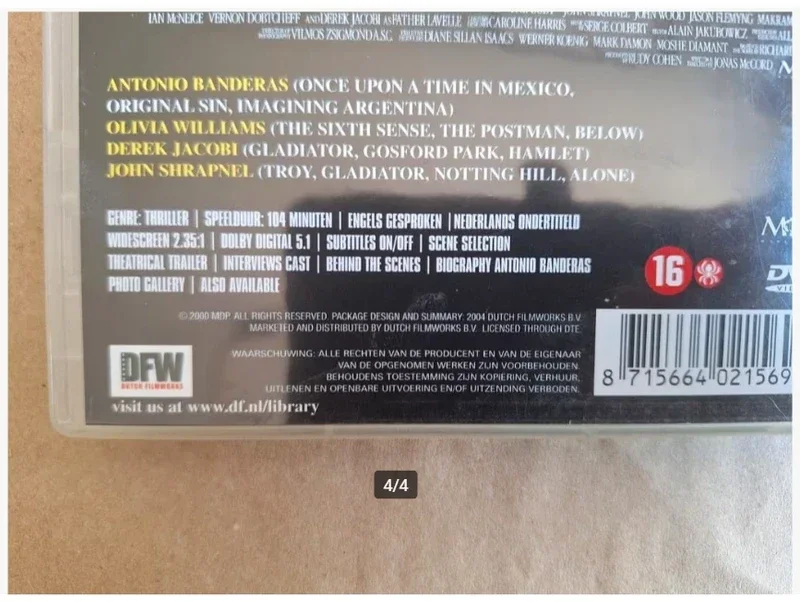 IAN McNEICE VERNON DOBTCHEFF AND DEREK JACOBI AS FATHER LAVELLE CAROLINE HARRIS SERGE COLBERT ALAIN JAKUBOWICZ
VILMOS ZSIGMOND A.S.C. DIANE SILLAN ISAACS WERNER KOENIG MARK DAMON MOSHE DIAMANT RICHARD
RUDY COHEN JONAS McCORD
ANTONIO BANDERAS (ONCE UPON A TIME IN MEXICO,
ORIGINAL SIN, IMAGINING ARGENTINA)
OLIVIA WILLIAMS (THE SIXTH SENSE, THE POSTMAN, BELOW)
DEREK JACOBI (GLADIATOR, GOSFORD PARK, HAMLET)
JOHN SHRAPNEL (TROY, GLADIATOR, NOTTING HILL, ALONE)
GENRE: THRILLER | SPEELDUUR: 104 MINUTEN | ENGELS GESPROKEN | NEDERLANDS ONDERTITELD
WIDESCREEN 2.35:1 | DOLBY DIGITAL 5.1 | SUBTITLES ON/OFF | SCENE SELECTION
THEATRICAL TRAILER | INTERVIEWS CAST | BEHIND THE SCENES | BIOGRAPHY ANTONIO BANDERAS
PHOTO GALLERY | ALSO AVAILABLE
16
© 2000 MDP. ALL RIGHTS RESERVED. PACKAGE DESIGN AND SUMMARY: 2004 DUTCH FILMWORKS B.V.
MARKETED AND DISTRIBUTED BY DUTCH FILMWORKS B.V. LICENSED THROUGH DTE.
WAARSCHUWING: ALLE RECHTEN VAN DE PRODUCENT EN VAN DE EIGENAAR
VAN DE OPGENOMEN WERKEN ZIJN VOORBEHOUDEN.
BEHOUDENS TOESTEMMING ZIJN KOPIERING, VERHUUR,
UITLENEN EN OPENBARE UITVOERING EN/OF UITZENDING VERBODEN.
DFW
DUTCH FILMWORKS
8 715664 021569
visit us at www.df.nl/library
4/4